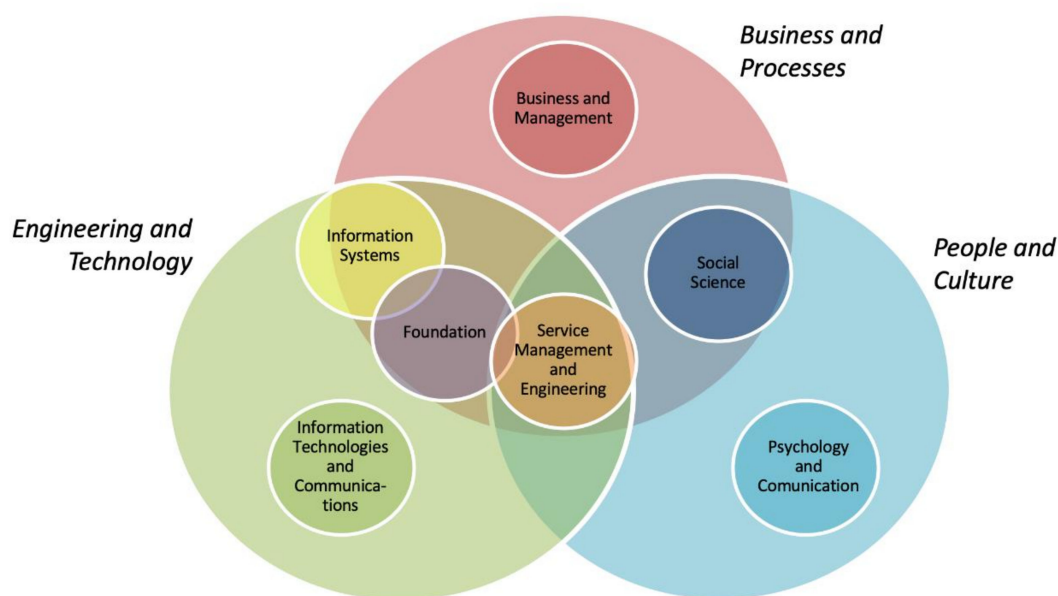 Business and
Processes
Business and
Management
Engineering and
Technology
Information
Systems
Social
Science
People and
Culture
Foundation
Service
Management
and
Engineering
Information
Technologies
and
Communica-
tions
Psychology
and
Comunication